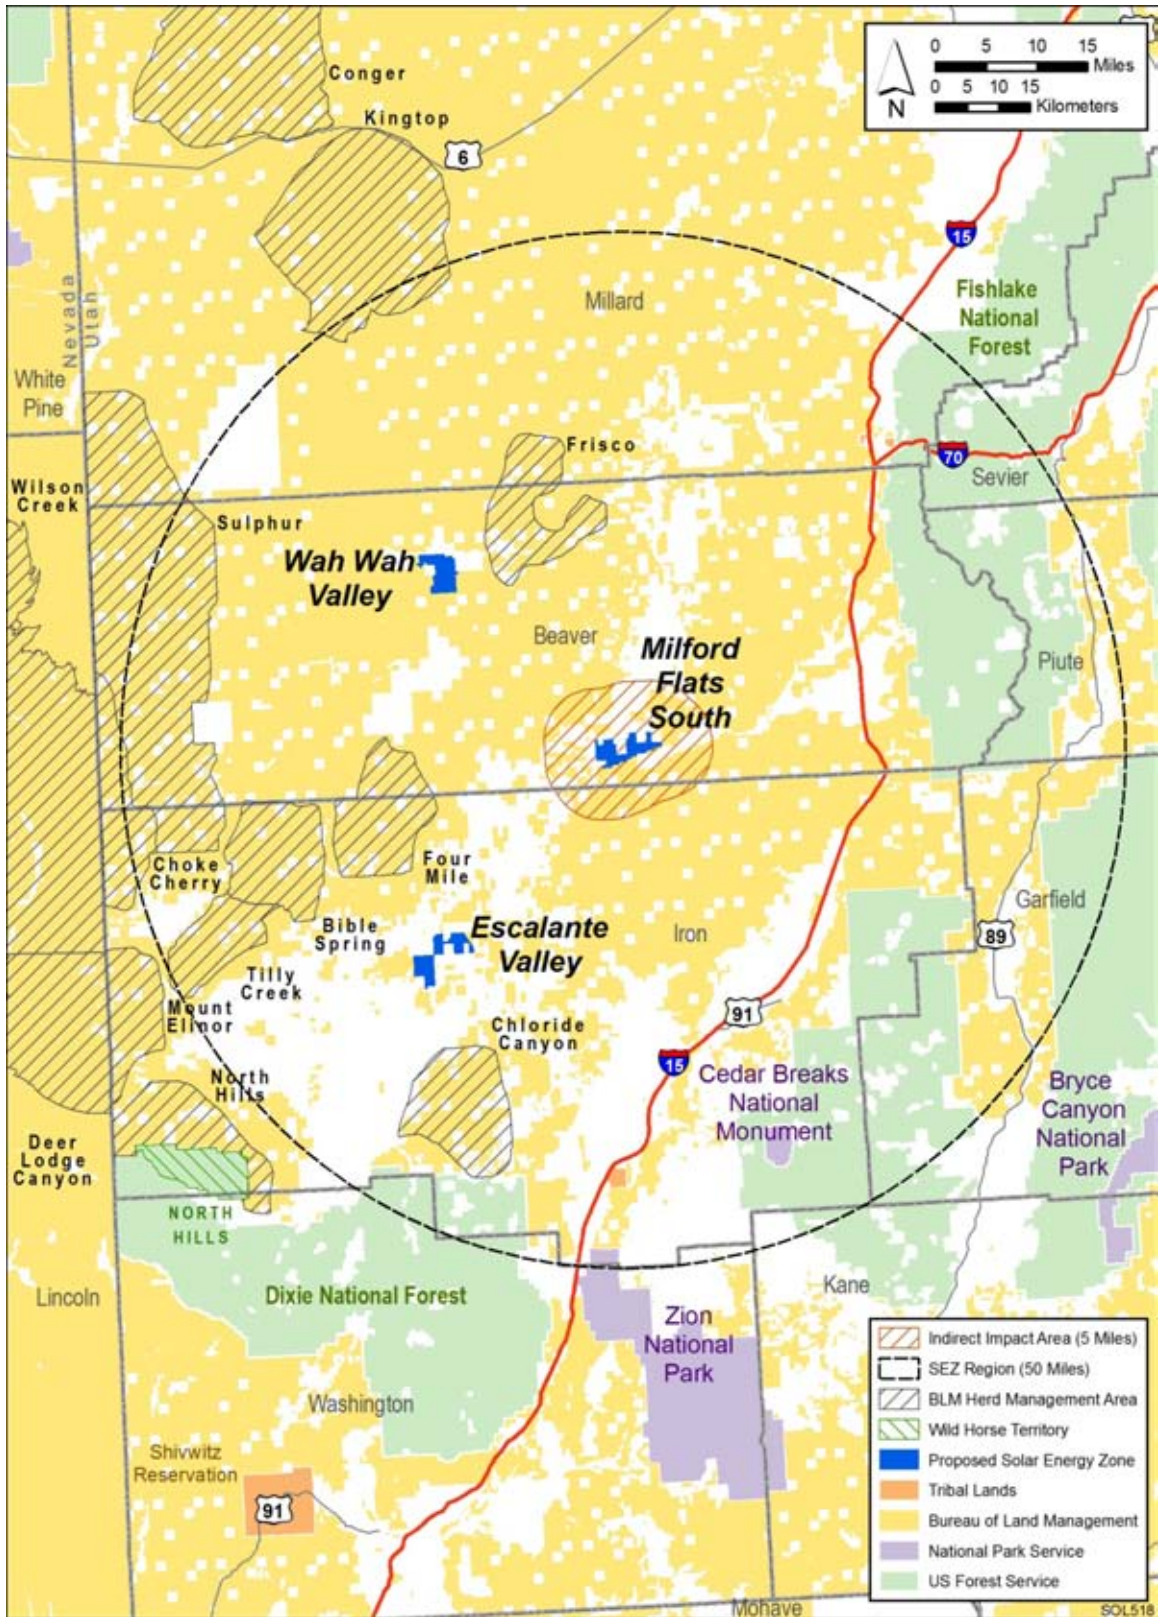 0 5 10 15
Miles
0 5 10 15
Kilometers
N
Conger
Kingtop
6
15
Nevada
Utah
Millard
Fishlake
National
Forest
White
Pine
Frisco
70
Sevier
Wilson
Creek
Sulphur
Wah Wah
Valley
Beaver
Milford
Flats
South
Piute
Choke
Cherry
Four
Mile
Bible
Spring
Escalante
Valley
Iron
Garfield
89
Tilly
Creek
Mount
Elinor
Chloride
Canyon
91
15
North
Hills
Cedar Breaks
National
Monument
Bryce
Canyon
National
Park
Deer
Lodge
Canyon
NORTH
HILLS
Lincoln
Dixie National Forest
Kane
Zion
National
Park
Washington
Shivwitz
Reservation
91
Mohave
Indirect Impact Area (5 Miles)
SEZ Region (50 Miles)
BLM Herd Management Area
Wild Horse Territory
Proposed Solar Energy Zone
Tribal Lands
Bureau of Land Management
National Park Service
US Forest Service
SOL518